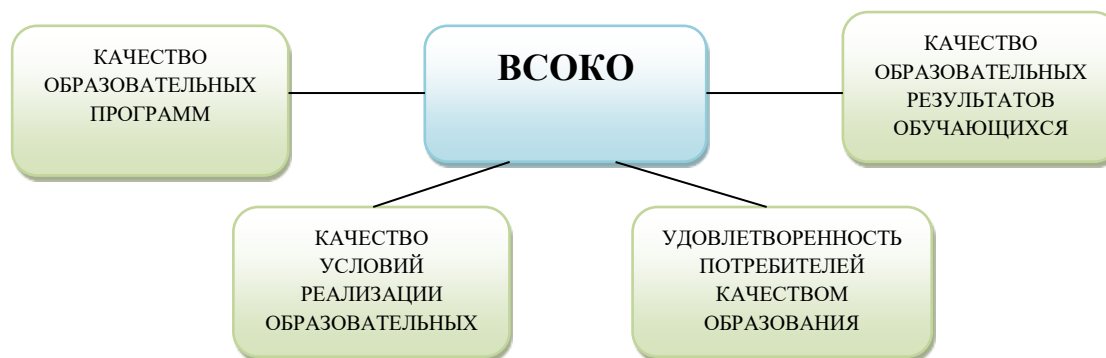 КАЧЕСТВО
ОБРАЗОВАТЕЛЬНЫХ
ПРОГРАММ
ВСОКО
КАЧЕСТВО
ОБРАЗОВАТЕЛЬНЫХ
РЕЗУЛЬТАТОВ
ОБУЧАЮЩИХСЯ
КАЧЕСТВО
УСЛОВИЙ
РЕАЛИЗАЦИИ
ОБРАЗОВАТЕЛЬНЫХ
УДОВЛЕТВОРЕННОСТЬ
ПОТРЕБИТЕЛЕЙ
КАЧЕСТВОМ
ОБРАЗОВАНИЯ